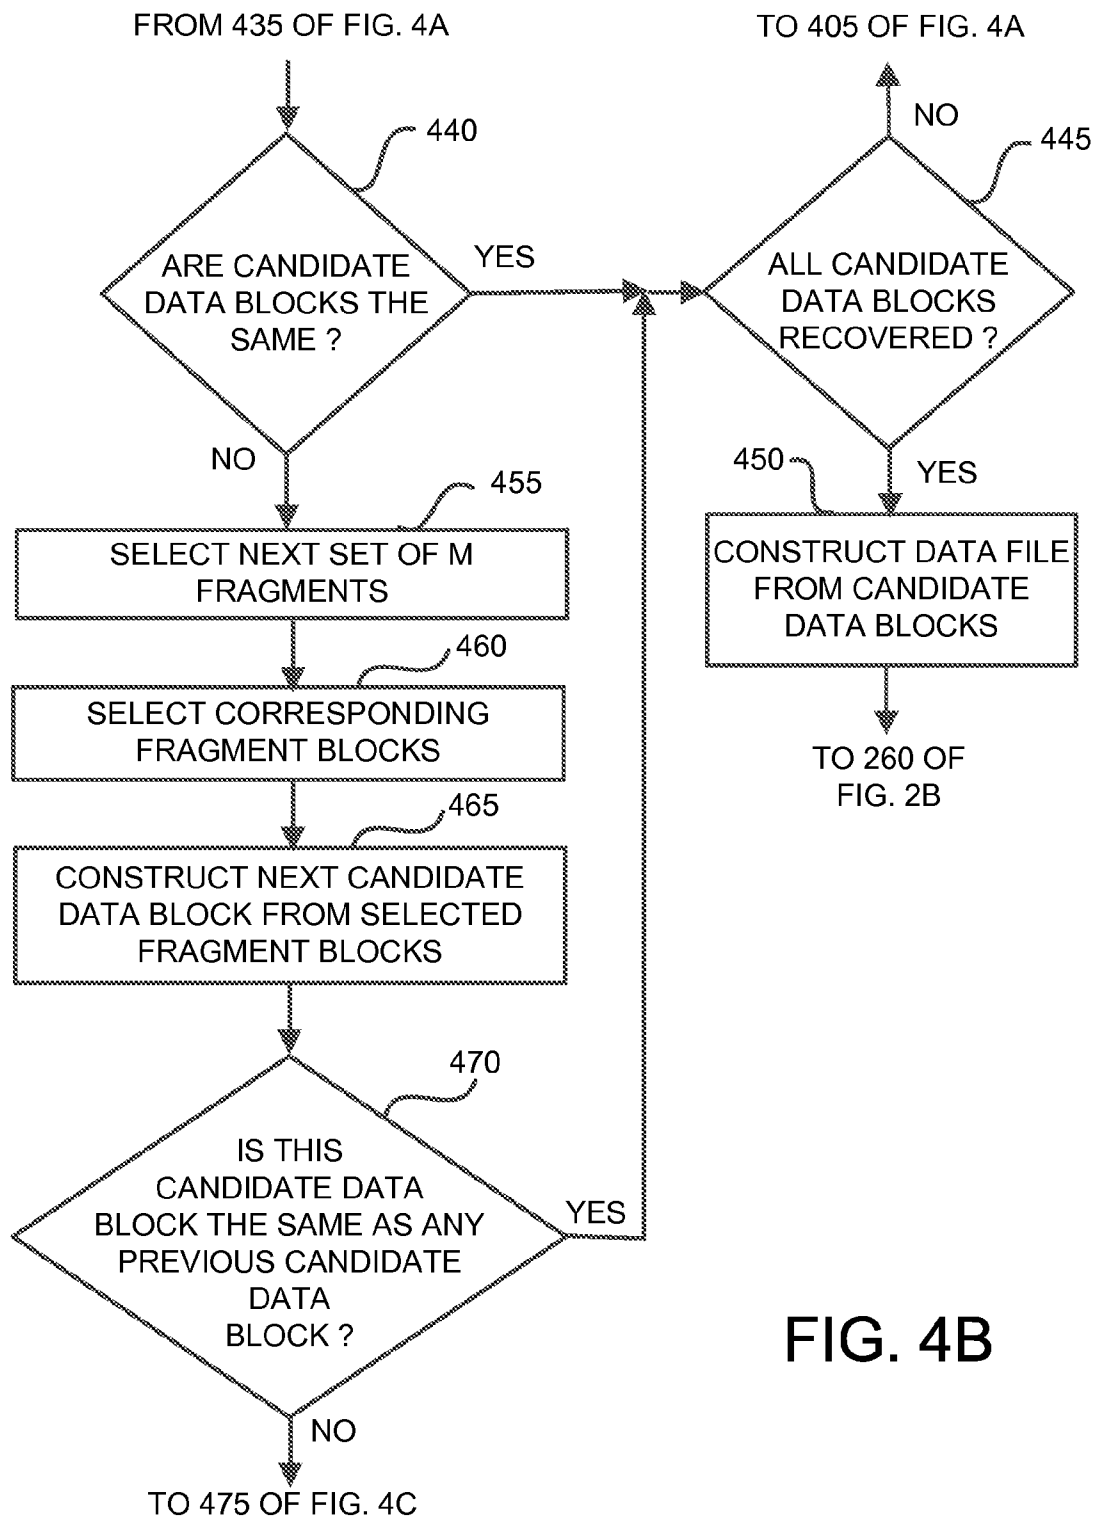 FROM 435 OF FIG. 4A
440
ARE CANDIDATE
DATA BLOCKS THE
SAME ?
YES
NO
455
SELECT NEXT SET OF M
FRAGMENTS
460
SELECT CORRESPONDING
FRAGMENT BLOCKS
465
CONSTRUCT NEXT CANDIDATE
DATA BLOCK FROM SELECTED
FRAGMENT BLOCKS
470
IS THIS
CANDIDATE DATA
BLOCK THE SAME AS ANY
PREVIOUS CANDIDATE
DATA
BLOCK ?
YES
NO
TO 475 OF FIG. 4C
TO 405 OF FIG. 4A
NO
445
ALL CANDIDATE
DATA BLOCKS
RECOVERED ?
450
YES
CONSTRUCT DATA FILE
FROM CANDIDATE
DATA BLOCKS
TO 260 OF
FIG. 2B
FIG. 4B